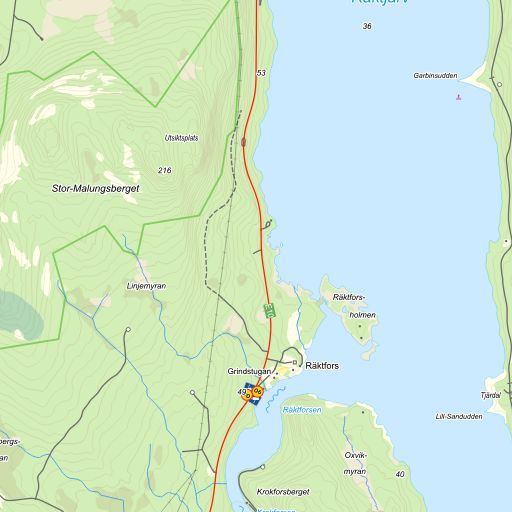 36
Garbinsudden
53
Utsiktsplats
216
Stor-Malungsberget
Linjemyran
Räktfors-
holmen
Räktfors
Grindstugan
49
96
Räktforsen
Tjärdal
Lill-Sandudden
Oxvik-
myran
40
Krokforsberget